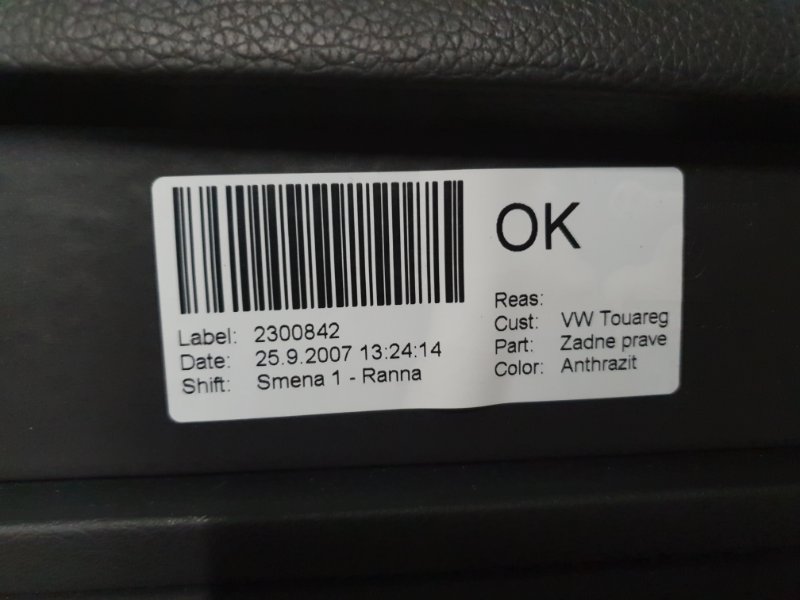 OK
Label: 2300842
Date: 25.9.2007 13:24:14
Shift: Smena 1 - Ranna
Reas:
Cust: VW Touareg
Part: Zadne prave
Color: Anthrazit